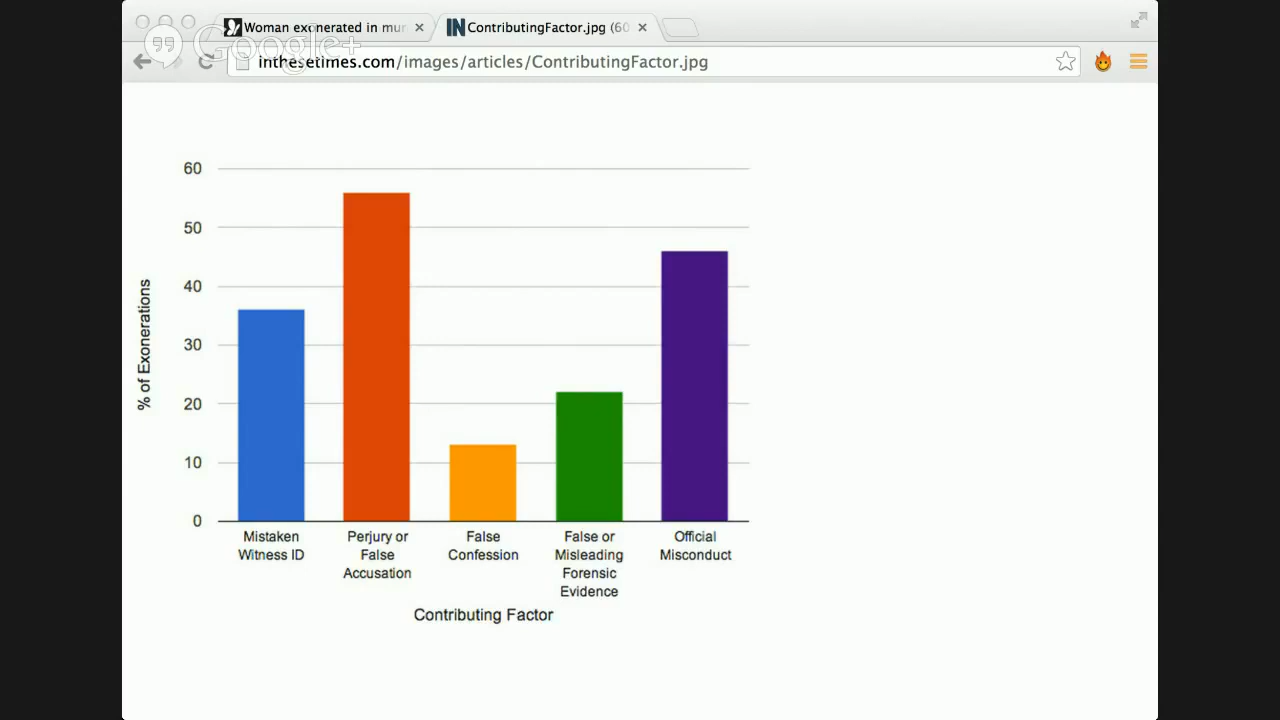 Woman exonerated in mur
ContributingFactor.jpg (60
Google+
inthesetimes.com/images/articles/ContributingFactor.jpg
60
50
40
30
20
10
0
% of Exonerations
Mistaken
Witness ID
Perjury or
False
Accusation
False
Confession
False or
Misleading
Forensic
Evidence
Official
Misconduct
Contributing Factor